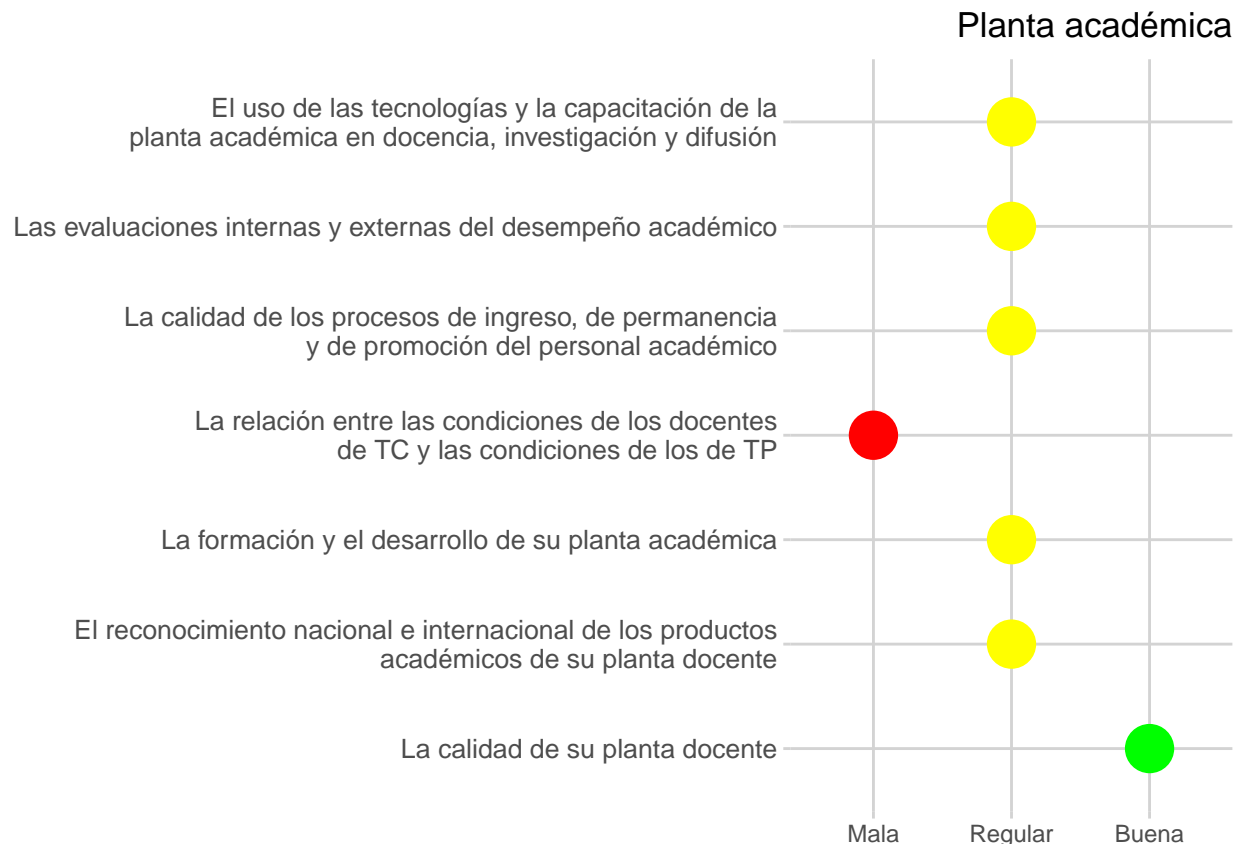 Planta académica
El uso de las tecnologías y la capacitación de la
planta académica en docencia, investigación y difusión
Las evaluaciones internas y externas del desempeño académico
La calidad de los procesos de ingreso, de permanencia
y de promoción del personal académico
La relación entre las condiciones de los docentes
de TC y las condiciones de los de TP
La formación y el desarrollo de su planta académica
El reconocimiento nacional e internacional de los productos
académicos de su planta docente
La calidad de su planta docente
Mala Regular Buena